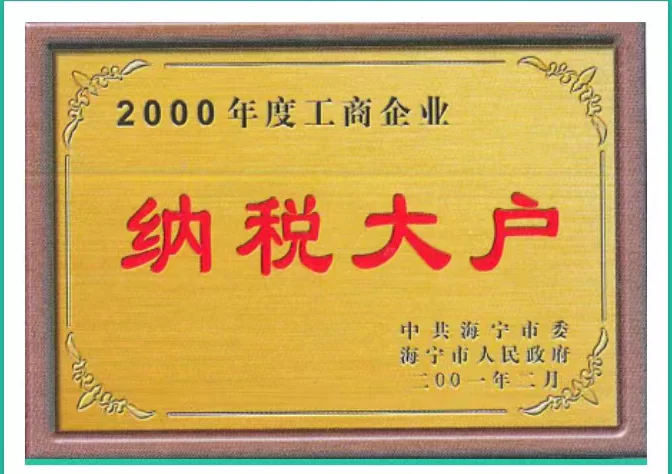 2000年度工商企业
纳税大户
中共海宁市委
海宁市人民政府
二00一年二月